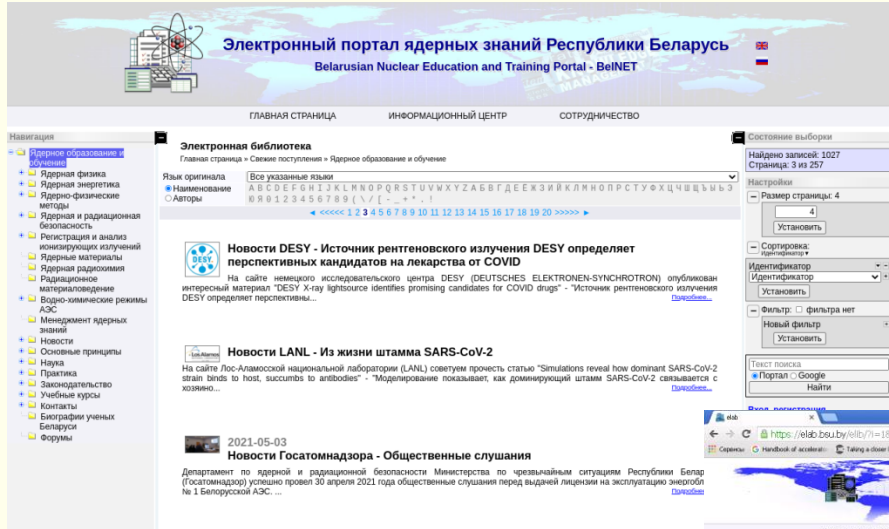 Электронный портал ядерных знаний Республики Беларусь
Belarusian Nuclear Education and Training Portal - BelNET
ГЛАВНАЯ СТРАНИЦА ИНФОРМАЦИОННЫЙ ЦЕНТР СОТРУДНИЧЕСТВО
Навигация
Ядерное образование и
обучение
Ядерная физика
Ядерная энергетика
Ядерно-физические
методы
Ядерная и радиационная
безопасность
Регистрация и анализ
ионизирующих излучений
Ядерные материалы
Ядерная радиохимия
Радиационное
материаловедение
Водно-химические режимы
АЭС
Менеджмент ядерных
знаний
Новости
Основные принципы
Наука
Практика
Законодательство
Учебные курсы
Контакты
Биографии ученых
Беларуси
Форумы
Электронная библиотека
Главная страница » Свежие поступления » Ядерное образование и обучение
Язык оригинала Все указанные языки
Наименование A B C D E F G H I J K L M N O P Q R S T U V W X Y Z А Б В Г Д Е Ё Ж З И Й К Л М Н О П Р С Т У Ф Х Ц Ч Ш Щ Ъ Ы Ь Э
Авторы Ю Я 0 1 2 3 4 5 6 7 8 9 ( \ / [ - _ + * . !
◄ <<<<< 1 2 3 4 5 6 7 8 9 10 11 12 13 14 15 16 17 18 19 20 >>>>> ►
DESY.
Новости DESY - Источник рентгеновского излучения DESY определяет
перспективных кандидатов на лекарства от COVID
На сайте немецкого исследовательского центра DESY (DEUTSCHES ELEKTRONEN-SYNCHROTRON) опубликован
интересный материал "DESY X-ray lightsource identifies promising candidates for COVID drugs" - "Источник рентгеновского излучения
DESY определяет перспективны... Подробнее...
Los Alamos
Новости LANL - Из жизни штамма SARS-CoV-2
На сайте Лос-Аламосской национальной лаборатории (LANL) советуем прочесть статью "Simulations reveal how dominant SARS-CoV-2
strain binds to host, succumbs to antibodies" - "Моделирование показывает, как доминирующий штамм SARS-CoV-2 связывается с
хозяино... Подробнее...
2021-05-03
Новости Госатомнадзора - Общественные слушания
Департамент по ядерной и радиационной безопасности Министерства по чрезвычайным ситуациям Республики Белар
(Госатомнадзор) успешно провел 30 апреля 2021 года общественные слушания перед выдачей лицензии на эксплуатацию энергобл
№ 1 Белорусской АЭС. ... Подробнее
Состояние выборки
Найдено записей: 1027
Страница: 3 из 257
Настройки
Размер страницы: 4
4
Установить
Сортировка:
Идентификатор▼
Идентификатор
Идентификатор
Установить
Фильтр: фильтра нет
Новый фильтр
Установить
Текст поиска
Портал Google
Найти
Вход, регистрация
elab
https://elab.bsu.by/elib/?i=18
Сервисы Handbook of accelerato Taking a closer l